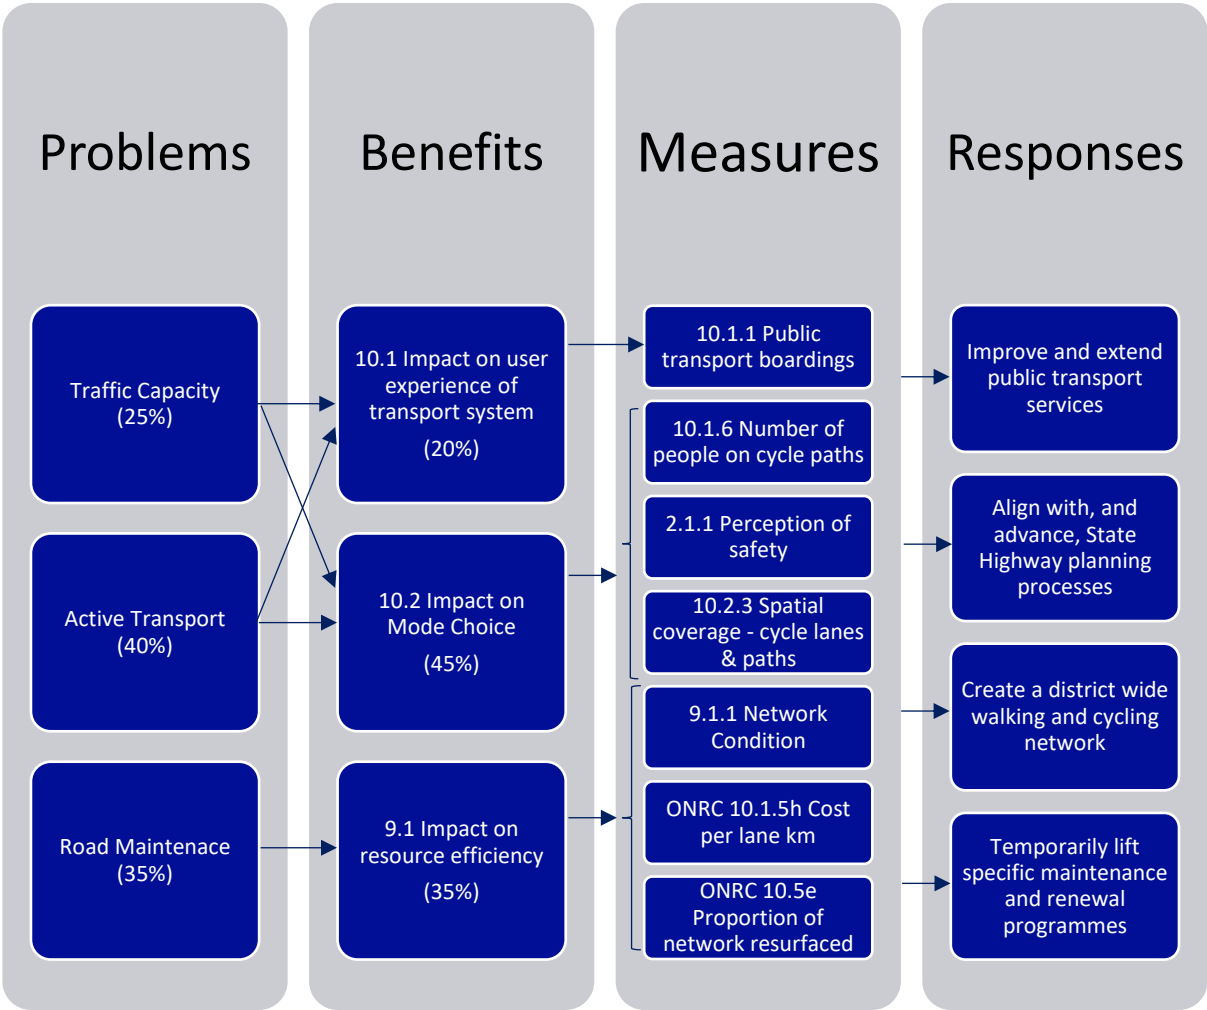 Problems
Traffic Capacity
(25%)
Active Transport
(40%)
Road Maintenace
(35%)
Benefits
10.1 Impact on user
experience of
transport system
(20%)
10.2 Impact on
Mode Choice
(45%)
9.1 Impact on
resource efficiency
(35%)
Measures
10.1.1 Public
transport boardings
10.1.6 Number of
people on cycle paths
2.1.1 Perception of
safety
10.2.3 Spatial
coverage - cycle lanes
& paths
9.1.1 Network
Condition
ONRC 10.1.5h Cost
per lane km
ONRC 10.5e
Proportion of
network resurfaced
Responses
Improve and extend
public transport
services
Align with, and
advance, State
Highway planning
processes
Create a district wide
walking and cycling
network
Temporarily lift
specific maintenance
and renewal
programmes